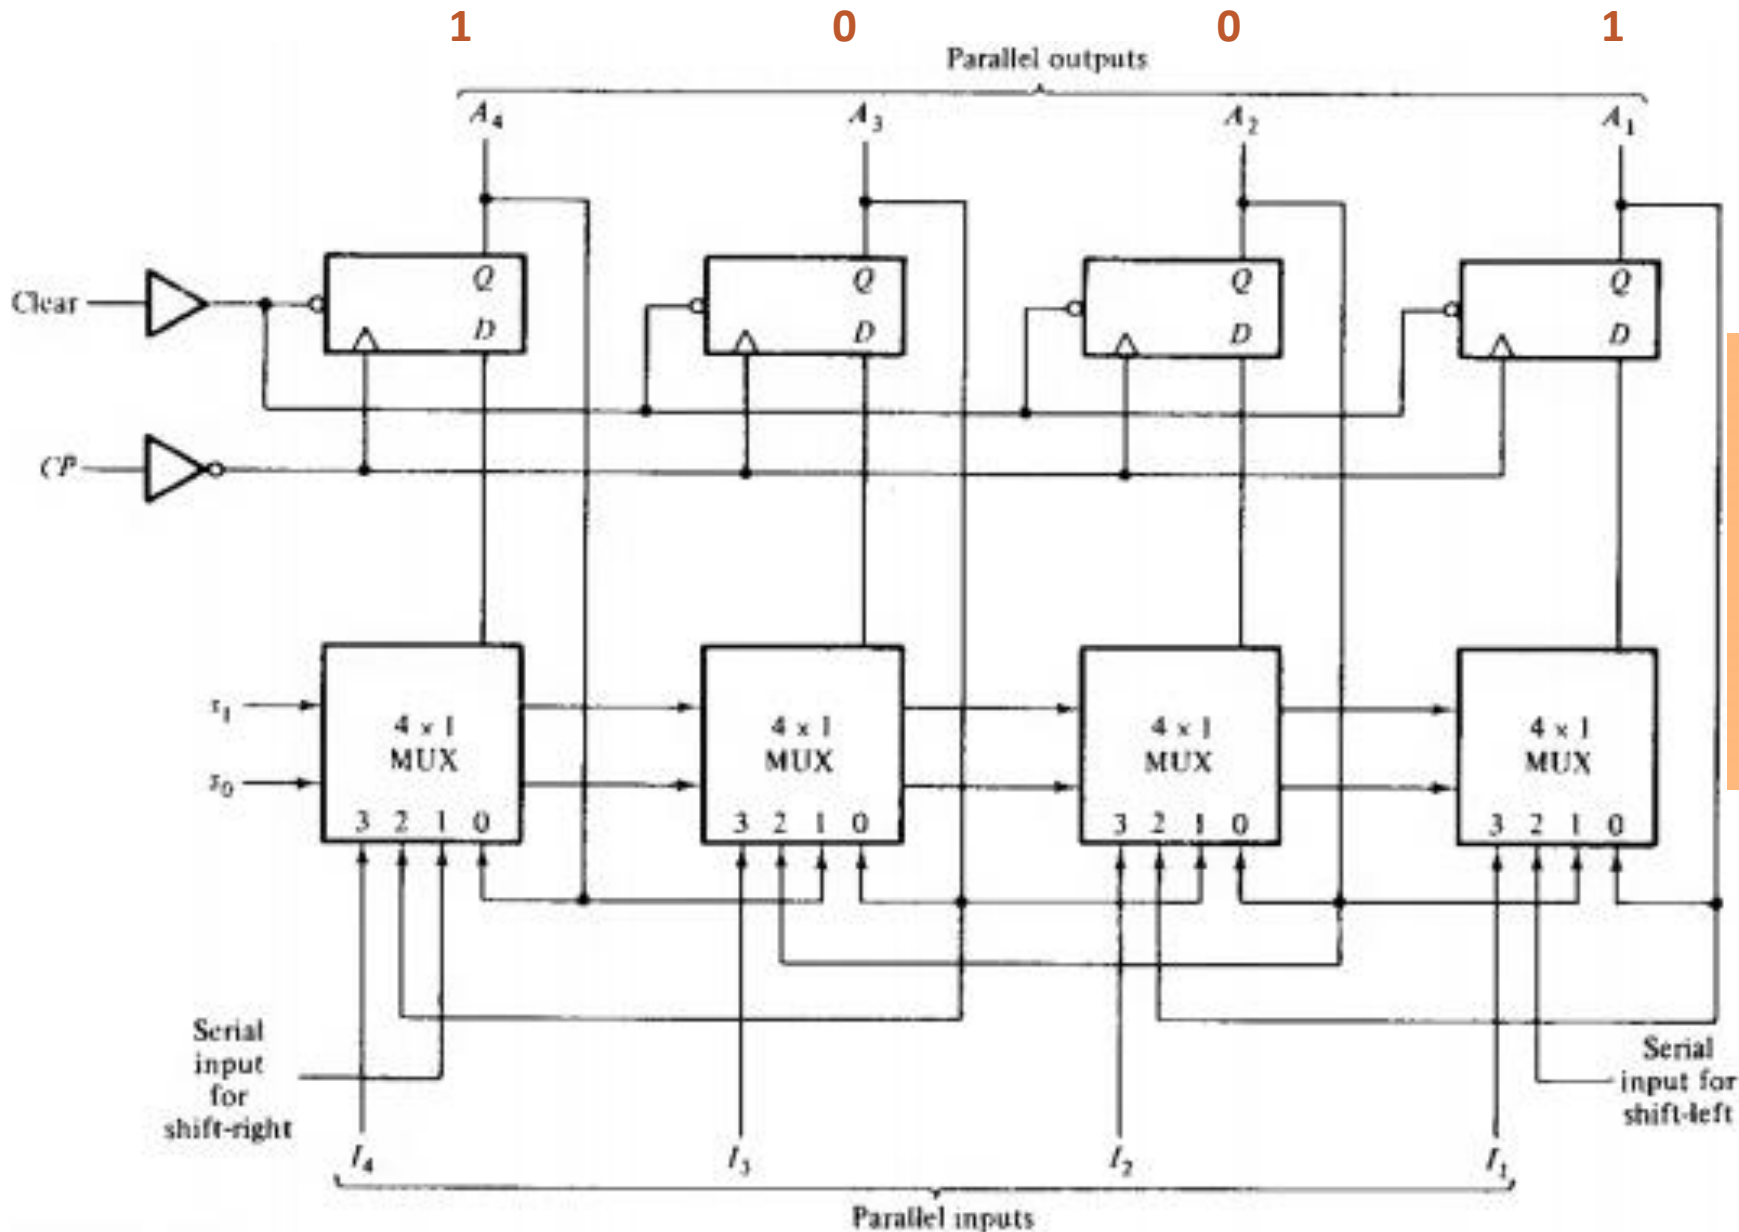 1 0 0 1
Parallel outputs
A4 A3 A2 A1
Q Q Q Q
Clear
D D D D
CP
s1
4 × 1 4 × 1 4 × 1 4 × 1
MUX MUX MUX MUX
s0
3 2 1 0 3 2 1 0 3 2 1 0 3 2 1 0
Serial
input
for
shift-right
Serial
input for
shift-left
I4 I3 I2 I1
Parallel inputs